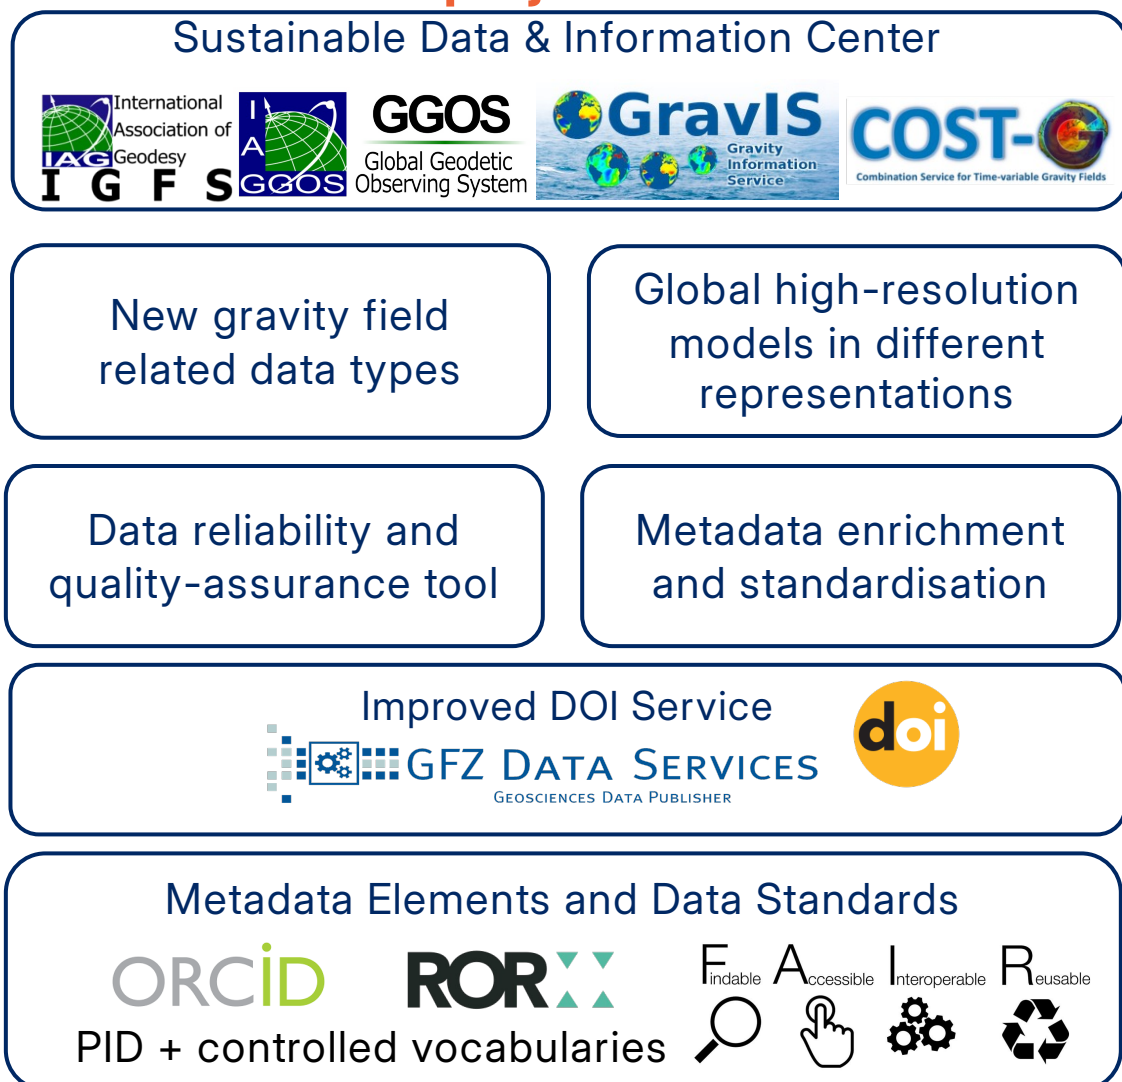 Sustainable Data & Information Center
International
Association of
Geodesy
IAG
I G F S
I
A
GGOS
GGOS
Global Geodetic
Observing System
GravIS
Gravity
Information
Service
COST-G
Combination Service for Time-variable Gravity Fields
New gravity field
related data types
Global high-resolution
models in different
representations
Data reliability and
quality-assurance tool
Metadata enrichment
and standardisation
Improved DOI Service
GFZ DATA SERVICES
GEOSCIENCES DATA PUBLISHER
doi
Metadata Elements and Data Standards
ORCiD
ROR
Findable Accessible Interoperable Reusable
PID + controlled vocabularies